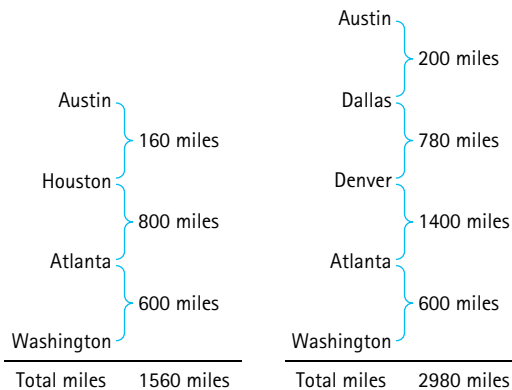 Austin
160 miles
Houston
800 miles
Atlanta
600 miles
Washington
Total miles 1560 miles
Austin
200 miles
Dallas
780 miles
Denver
1400 miles
Atlanta
600 miles
Washington
Total miles 2980 miles